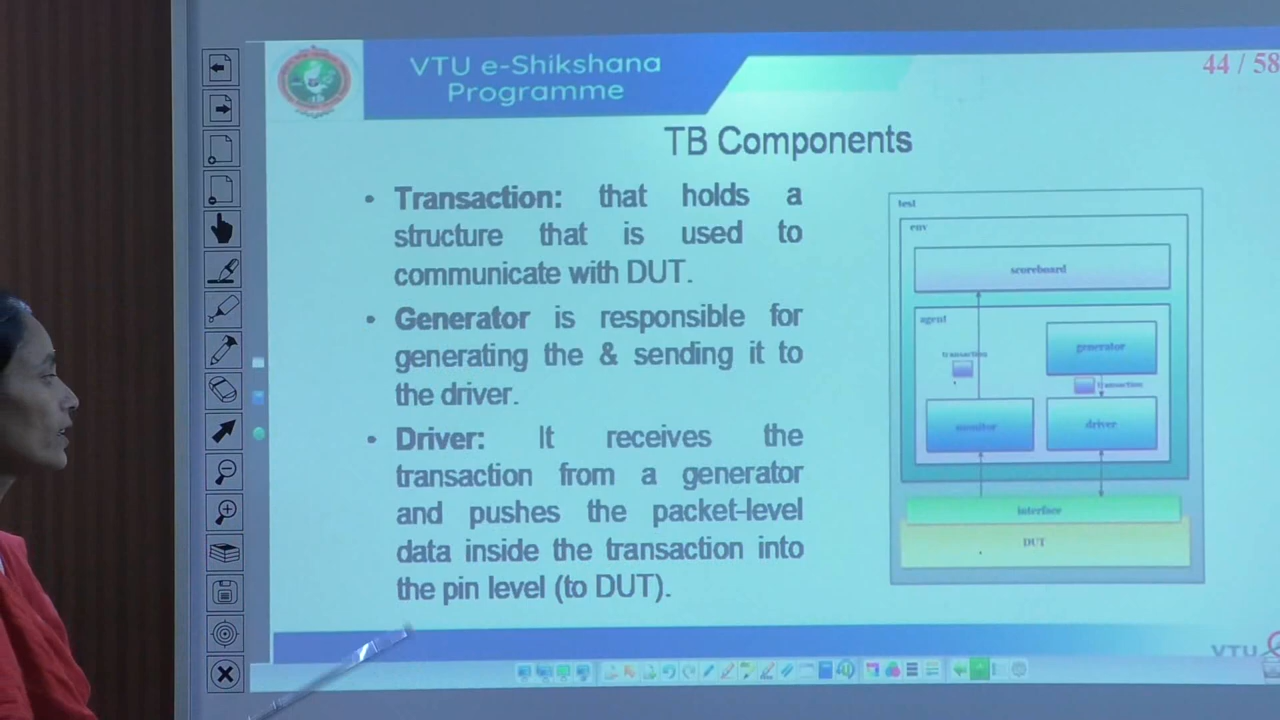 VTU e-Shikshana
Programme
44 / 58
TB Components
• Transaction: that holds a
structure that is used to
communicate with DUT.
• Generator is responsible for
generating the & sending it to
the driver.
• Driver: It receives the
transaction from a generator
and pushes the packet-level
data inside the transaction into
the pin level (to DUT).
test
env
scoreboard
agent
generator
transaction
transaction
monitor
driver
interface
DUT
VTU